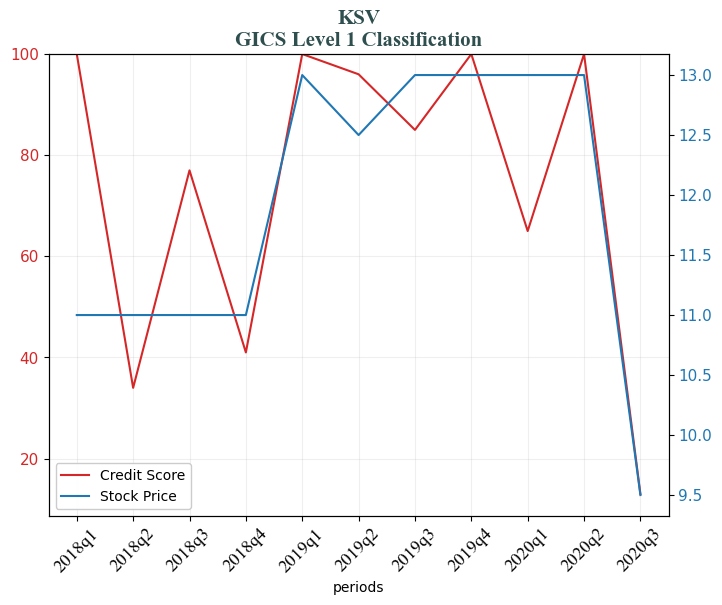 KSV
GICS Level 1 Classification
100
80
60
40
20
13.0
12.5
12.0
11.5
11.0
10.5
10.0
9.5
Credit Score
Stock Price
2018q1
2018q2
2018q3
2018q4
2019q1
2019q2
2019q3
2019q4
2020q1
2020q2
2020q3
periods